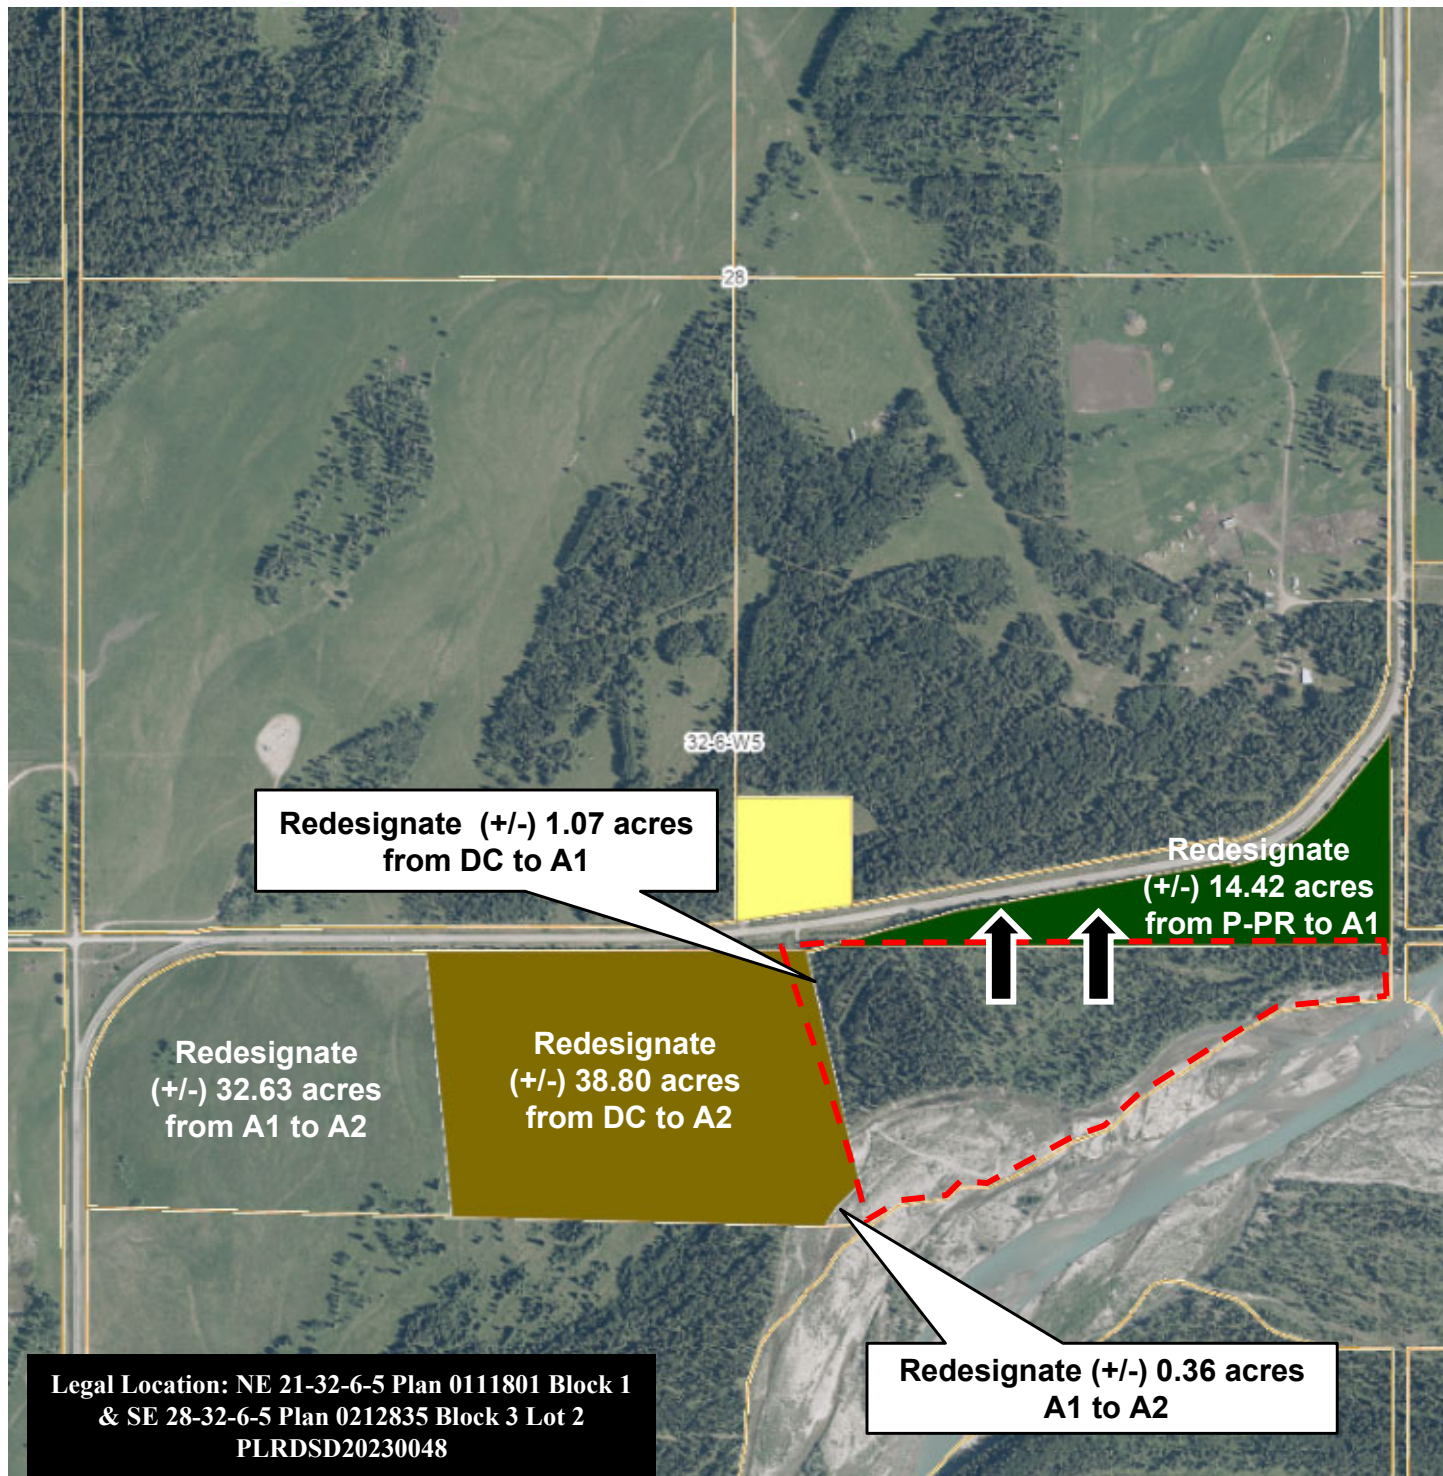 28
32-6-W5
Redesignate (+/-) 1.07 acres
from DC to A1
Redesignate
(+/-) 14.42 acres
from P-PR to A1
Redesignate
(+/-) 32.63 acres
from A1 to A2
Redesignate
(+/-) 38.80 acres
from DC to A2
Redesignate (+/-) 0.36 acres
A1 to A2
Legal Location: NE 21-32-6-5 Plan 0111801 Block 1
& SE 28-32-6-5 Plan 0212835 Block 3 Lot 2
PLRDSD20230048